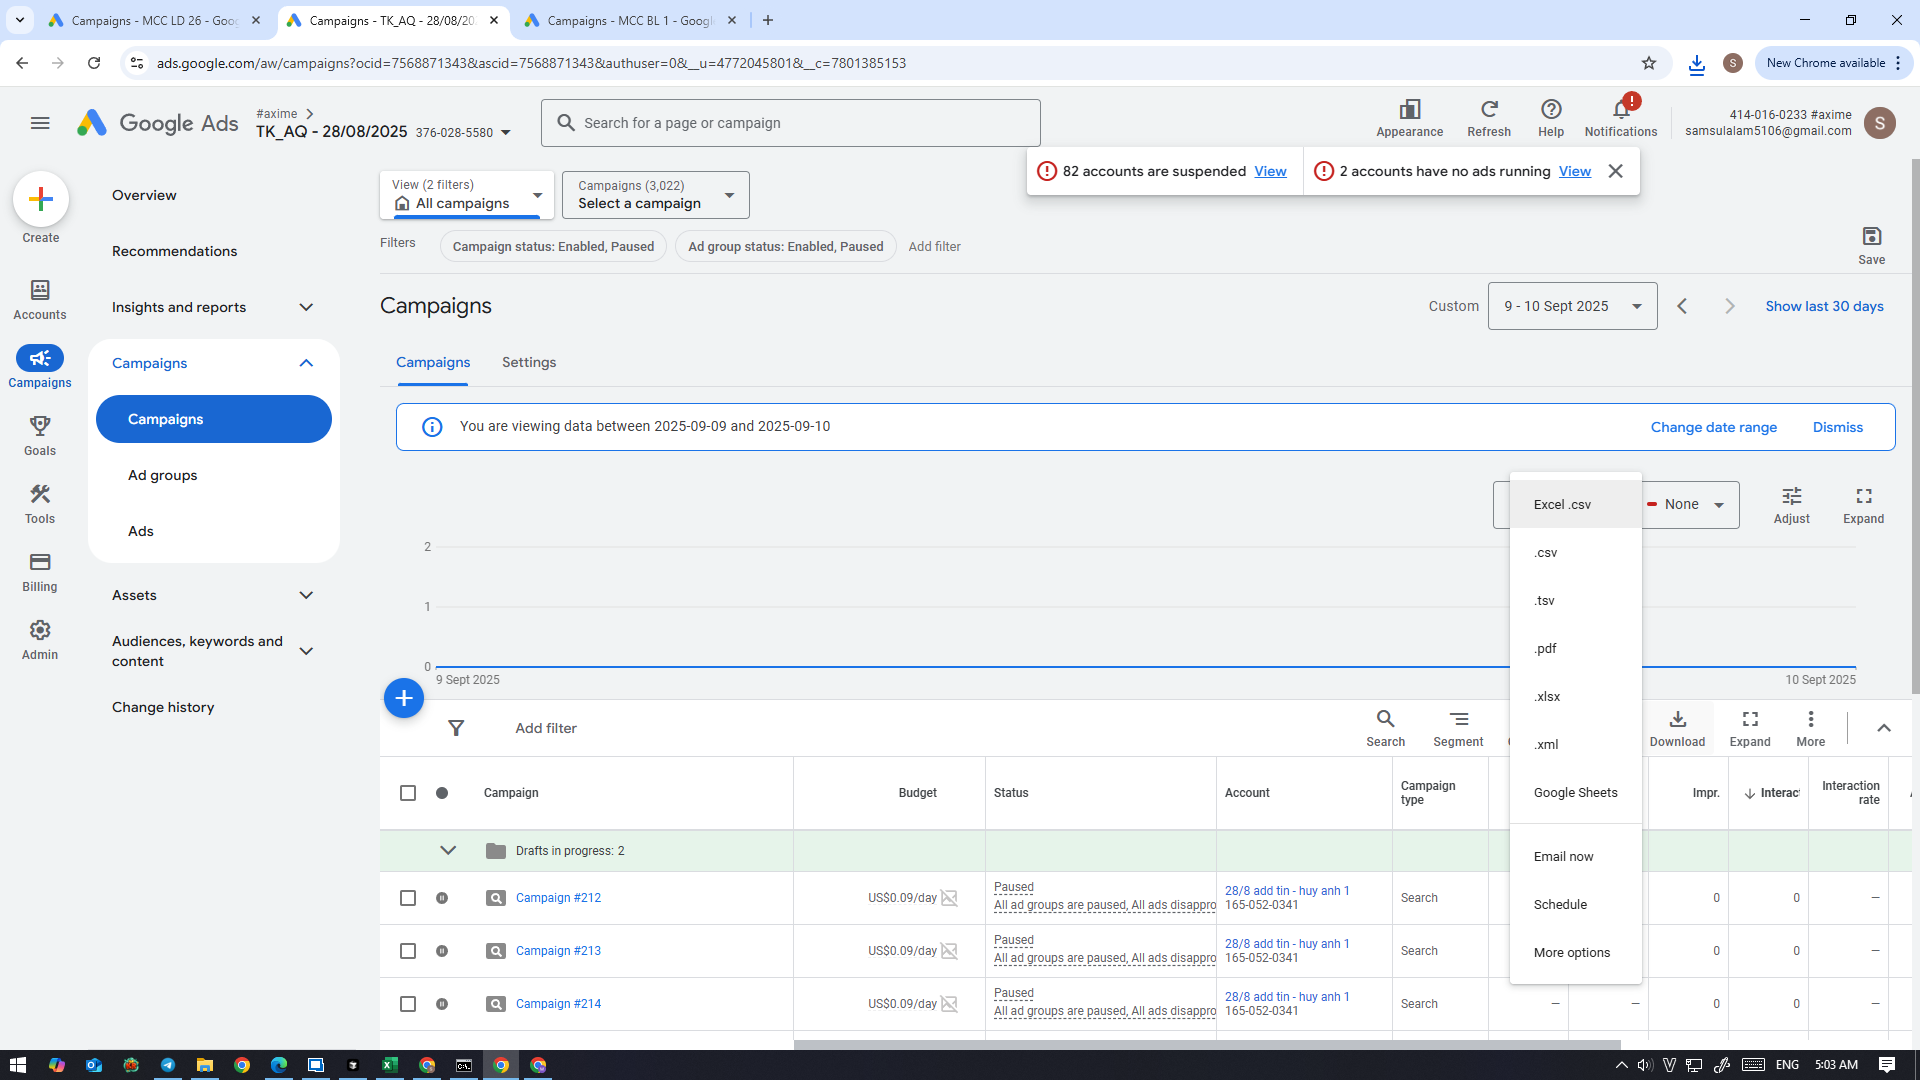 Campaigns - MCC LD 26 - Goog
Campaigns - TK_AQ - 28/08/202
Campaigns - MCC BL 1 - Google
ads.google.com/aw/campaigns?ocid=7568871343&ascid=7568871343&authuser=0&__u=4772045801&__c=7801385153
S
New Chrome available
Google Ads
#axime
TK_AQ - 28/08/2025 376-028-5580
Search for a page or campaign
Appearance
Refresh
Help
Notifications
414-016-0233 #axime
samsulalam5106@gmail.com
S
82 accounts are suspended View
2 accounts have no ads running View
Create
Accounts
Campaigns
Goals
Tools
Billing
Admin
Overview
Recommendations
Insights and reports
Campaigns
Campaigns
Ad groups
Ads
Assets
Audiences, keywords and
content
Change history
View (2 filters)
All campaigns
Campaigns (3,022)
Select a campaign
Filters
Campaign status: Enabled, Paused
Ad group status: Enabled, Paused
Add filter
Save
Campaigns
Custom
9 - 10 Sept 2025
Show last 30 days
Campaigns
Settings
You are viewing data between 2025-09-09 and 2025-09-10
Change date range
Dismiss
None
Adjust
Expand
2
1
0
9 Sept 2025
10 Sept 2025
Excel .csv
.csv
.tsv
.pdf
.xlsx
.xml
Google Sheets
Email now
Schedule
More options
Add filter
Search
Segment
Download
Expand
More
Campaign
Budget
Status
Account
Campaign
type
Impr.
Interact
Interaction
rate
Drafts in progress: 2
Campaign #212
US$0.09/day
Paused
All ad groups are paused, All ads disappro
28/8 add tin - huy anh 1
165-052-0341
Search
0
0
—
Campaign #213
US$0.09/day
Paused
All ad groups are paused, All ads disappro
28/8 add tin - huy anh 1
165-052-0341
Search
0
0
—
Campaign #214
US$0.09/day
Paused
All ad groups are paused, All ads disappro
28/8 add tin - huy anh 1
165-052-0341
Search
—
—
0
0
—
ENG
5:03 AM